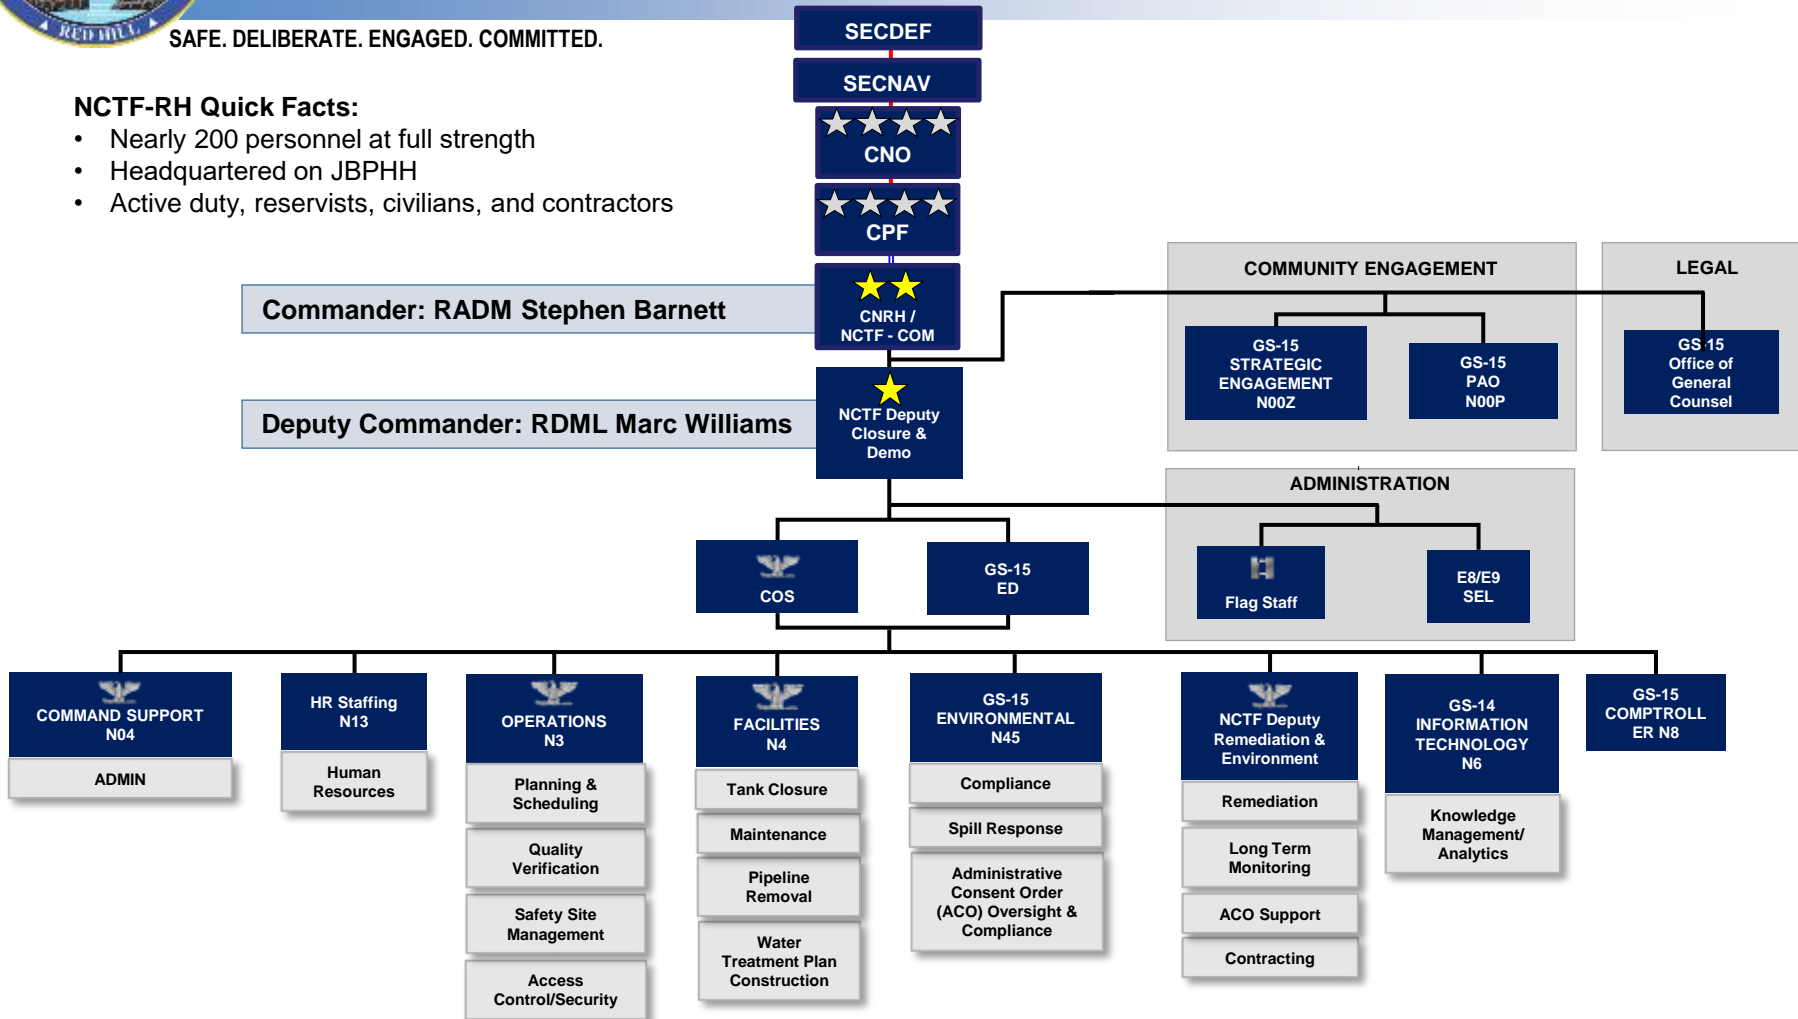 RED HILL
SAFE. DELIBERATE. ENGAGED. COMMITTED.
NCTF-RH Quick Facts:
• Nearly 200 personnel at full strength
• Headquartered on JBPHH
• Active duty, reservists, civilians, and contractors
SECDEF
SECNAV
CNO
CPF
CNRH /
NCTF - COM
Commander: RADM Stephen Barnett
NCTF Deputy
Closure &
Demo
Deputy Commander: RDML Marc Williams
COMMUNITY ENGAGEMENT
GS-15
STRATEGIC
ENGAGEMENT
N00Z
GS-15
PAO
N00P
LEGAL
GS-15
Office of
General
Counsel
ADMINISTRATION
Flag Staff
E8/E9
SEL
COS
GS-15
ED
COMMAND SUPPORT
N04
ADMIN
HR Staffing
N13
Human
Resources
OPERATIONS
N3
Planning &
Scheduling
Quality
Verification
Safety Site
Management
Access
Control/Security
FACILITIES
N4
Tank Closure
Maintenance
Pipeline
Removal
Water
Treatment Plan
Construction
GS-15
ENVIRONMENTAL
N45
Compliance
Spill Response
Administrative
Consent Order
(ACO) Oversight &
Compliance
NCTF Deputy
Remediation &
Environment
Remediation
Long Term
Monitoring
ACO Support
Contracting
GS-14
INFORMATION
TECHNOLOGY
N6
Knowledge
Management/
Analytics
GS-15
COMPTROLL
ER N8